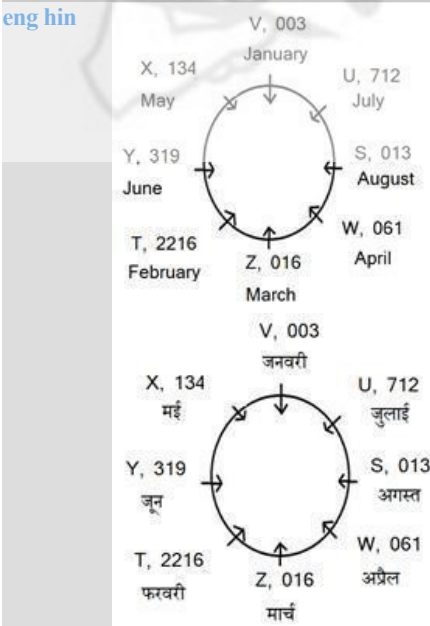 eng hin
V, 003
January
X, 134
May
U, 712
July
Y, 319
June
S, 013
August
T, 2216
February
W, 061
April
Z, 016
March
V, 003
जनवरी
X, 134
मई
U, 712
जुलाई
Y, 319
जून
S, 013
अगस्त
T, 2216
फरवरी
W, 061
अप्रैल
Z, 016
मार्च